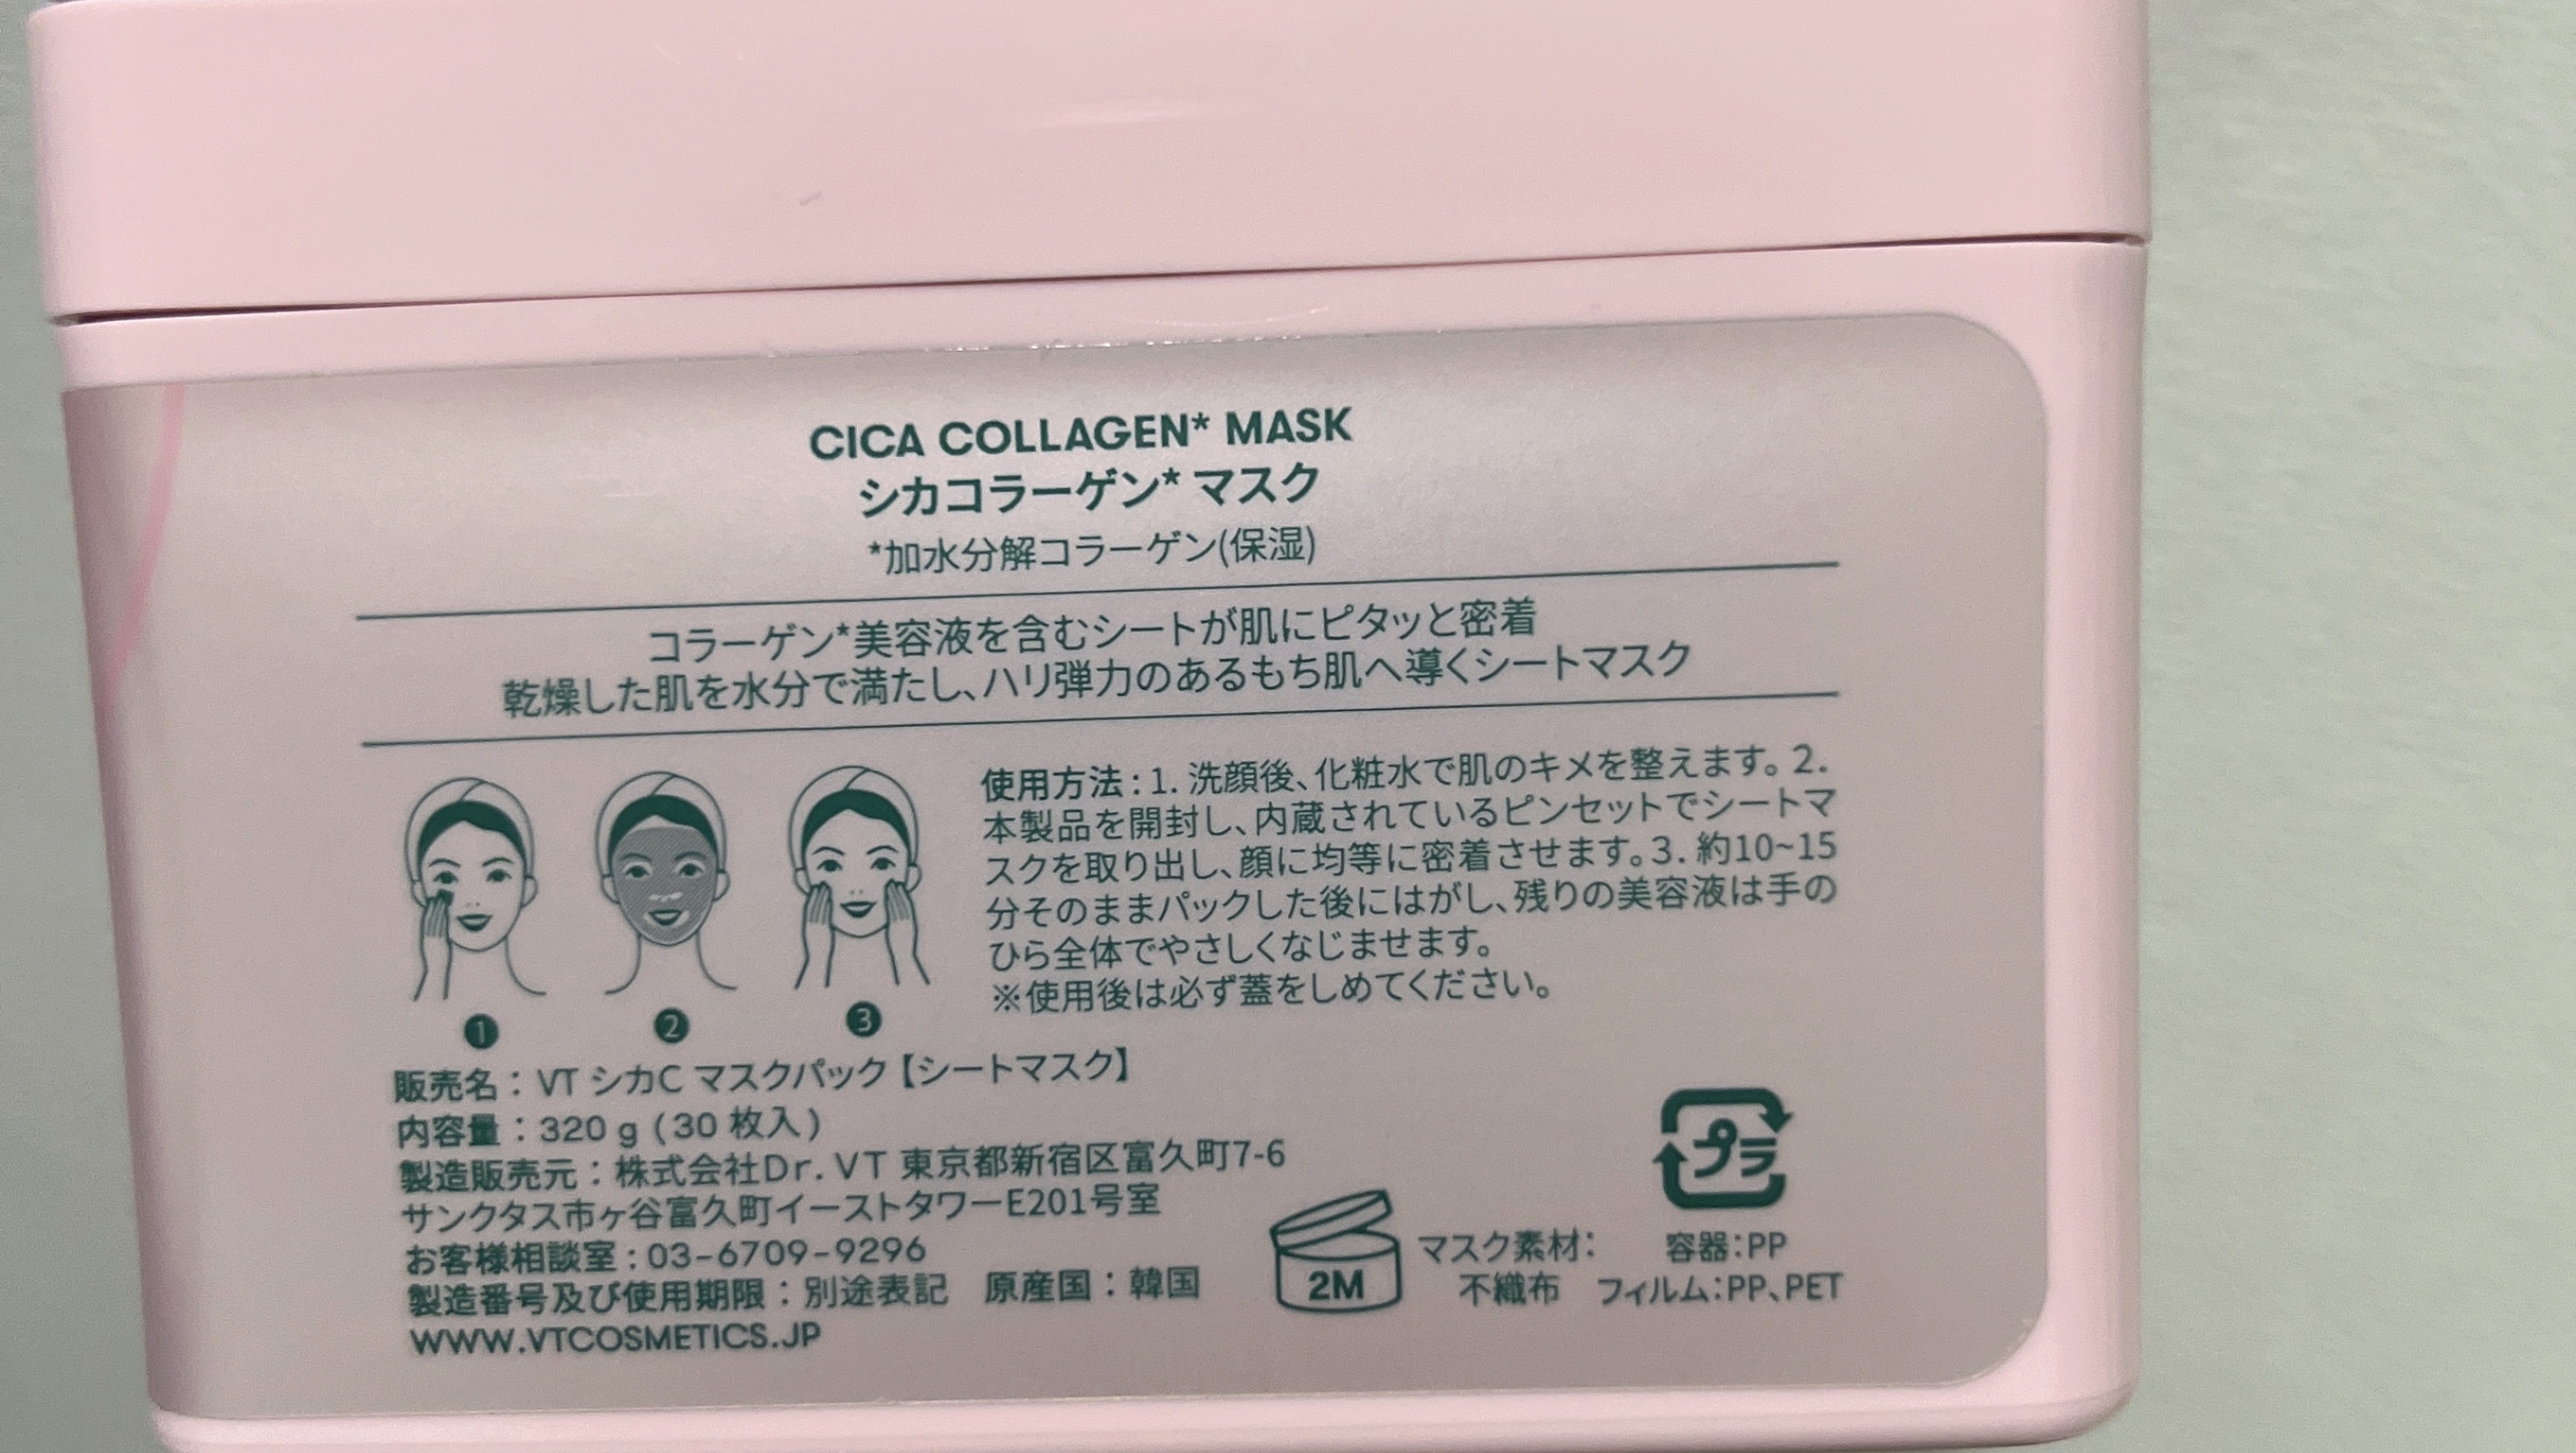 CICA COLLAGEN* MASK
シカコラーゲン* マスク
*加水分解コラーゲン(保湿)
コラーゲン*美容液を含むシートが肌にピタッと密着
乾燥した肌を水分で満たし、ハリ弾力のあるもち肌へ導くシートマスク
使用方法 : 1. 洗顔後、化粧水で肌のキメを整えます。2.
本製品を開封し、内蔵されているピンセットでシートマ
スクを取り出し、顔に均等に密着させます。3. 約10~15
分そのままパックした後にはがし、残りの美容液は手の
ひら全体でやさしくなじませます。
※使用後は必ず蓋をしめてください。
1 2 3
販売名：VT シカC マスクパック【シートマスク】
内容量：320 g (30 枚入)
製造販売元：株式会社Dr. VT 東京都新宿区富久町7-6
サンクタス市ヶ谷富久町イーストタワーE201号室
お客様相談室 : 03-6709-9296
製造番号及び使用期限：別途表記　原産国：韓国
WWW.VTCOSMETICS.JP
2M
マスク素材:
不織布
プラ
容器:PP
フィルム:PP、PET